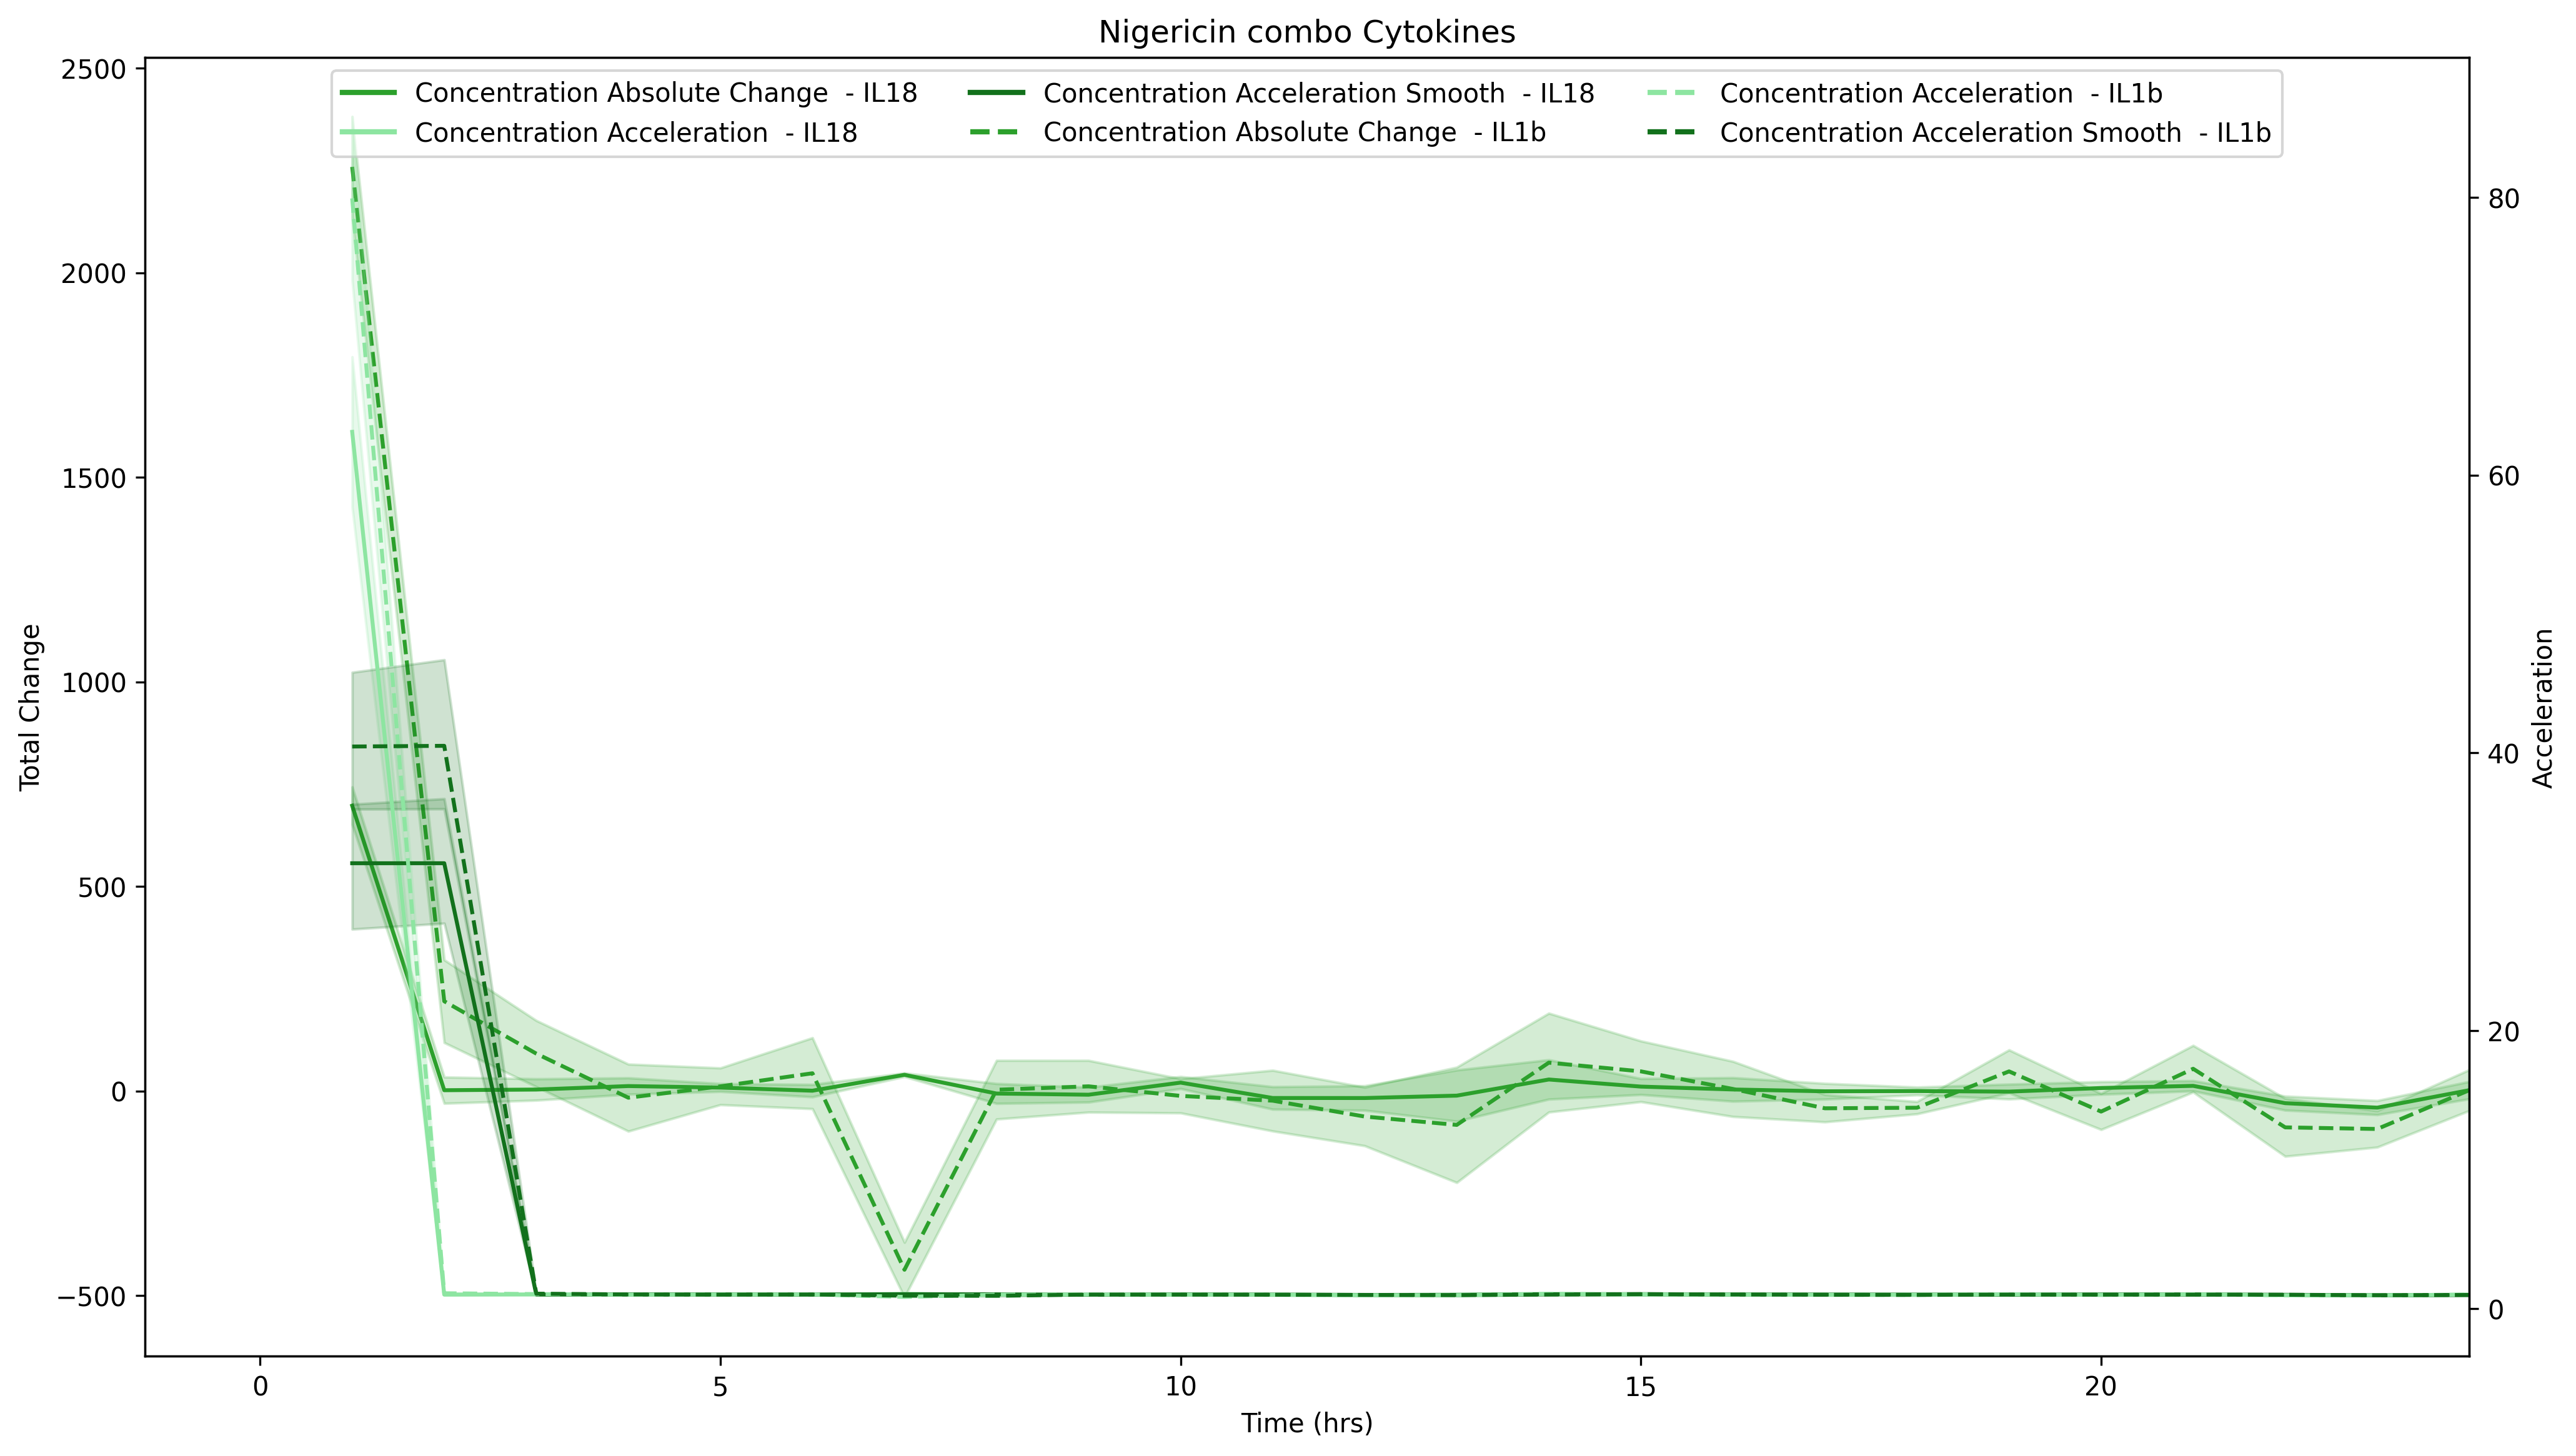 Nigericin combo Cytokines
Concentration Absolute Change  - IL18
Concentration Acceleration  - IL18
Concentration Acceleration Smooth  - IL18
Concentration Absolute Change  - IL1b
Concentration Acceleration  - IL1b
Concentration Acceleration Smooth  - IL1b
Total Change
2500
2000
1500
1000
500
0
−500
80
60
40
20
0
Acceleration
0
5
10
15
20
Time (hrs)